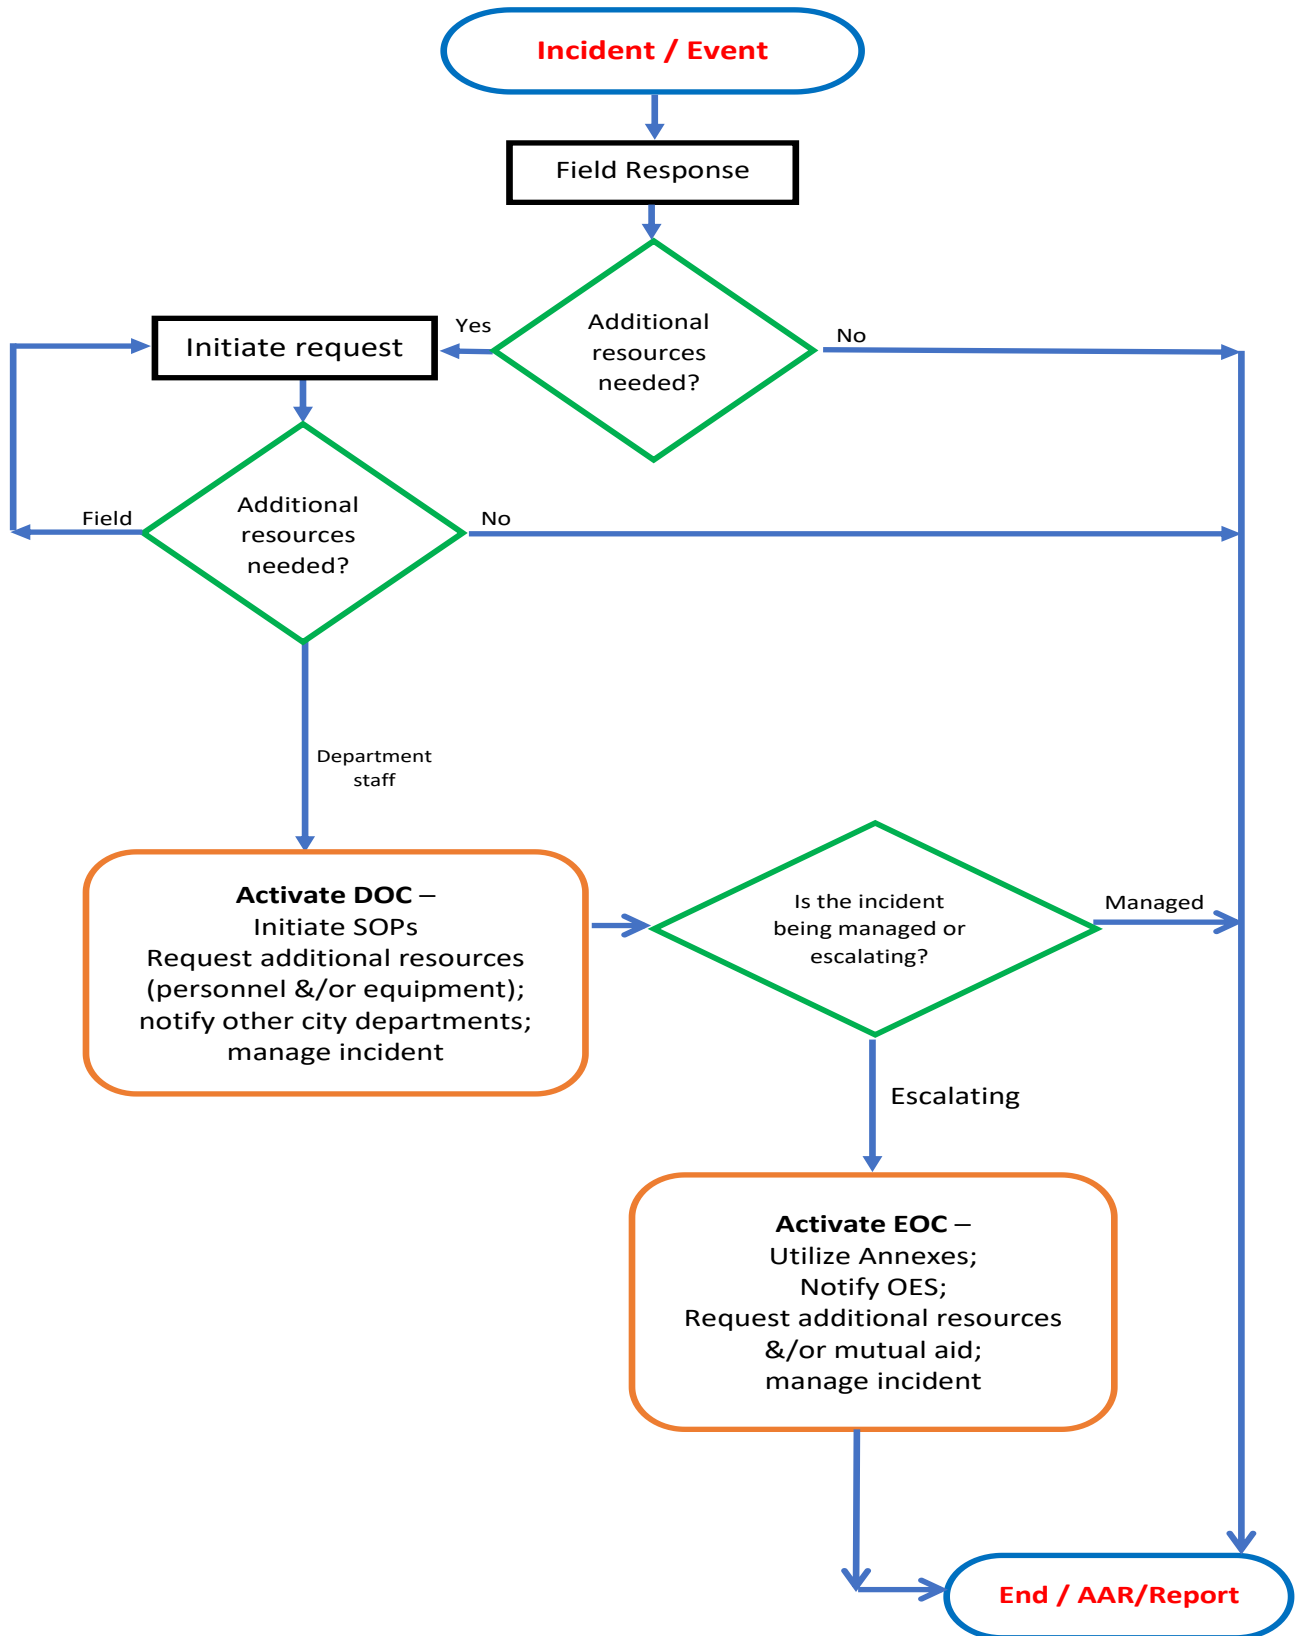 Incident / Event
Field Response
Additional
resources
needed?
Yes
No
Initiate request
Additional
resources
needed?
Field
No
Department
staff
Activate DOC –
Initiate SOPs
Request additional resources
(personnel &/or equipment);
notify other city departments;
manage incident
Is the incident
being managed or
escalating?
Managed
Escalating
Activate EOC –
Utilize Annexes;
Notify OES;
Request additional resources
&/or mutual aid;
manage incident
End / AAR/Report